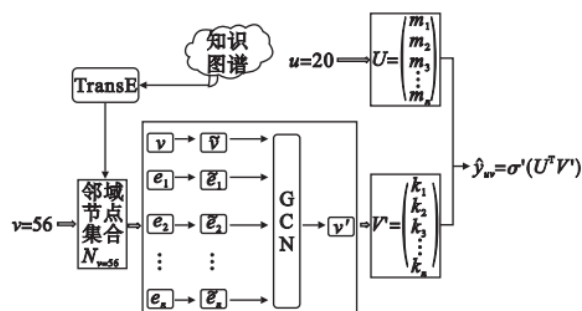 知识
图谱
TransE
u=20
U=
m₁
m₂
m₃
⋮
mₙ
ŷᵤᵥ=σ'(UᵀV')
v=56
邻域
节点
集合
N_{v=56}
v
ṽ
e₁
ẽ₁
e₂
ẽ₂
⋮
⋮
eₙ
ẽₙ
G
C
N
v'
V'=
k₁
k₂
k₃
⋮
kₙ